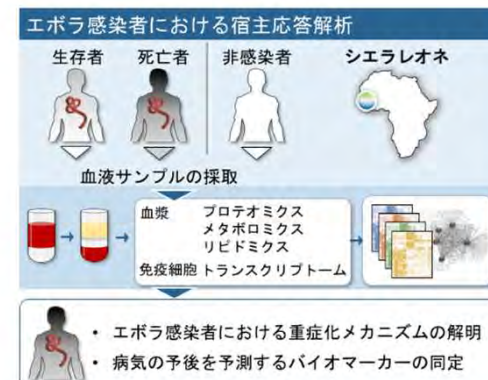 エボラ感染者における宿主応答解析
生存者 死亡者 非感染者 シエラレオネ
血液サンプルの採取
血漿 プロテオミクス
メタボロミクス
リピドミクス
免疫細胞 トランスクリプトーム
• エボラ感染者における重症化メカニズムの解明
• 病気の予後を予測するバイオマーカーの同定